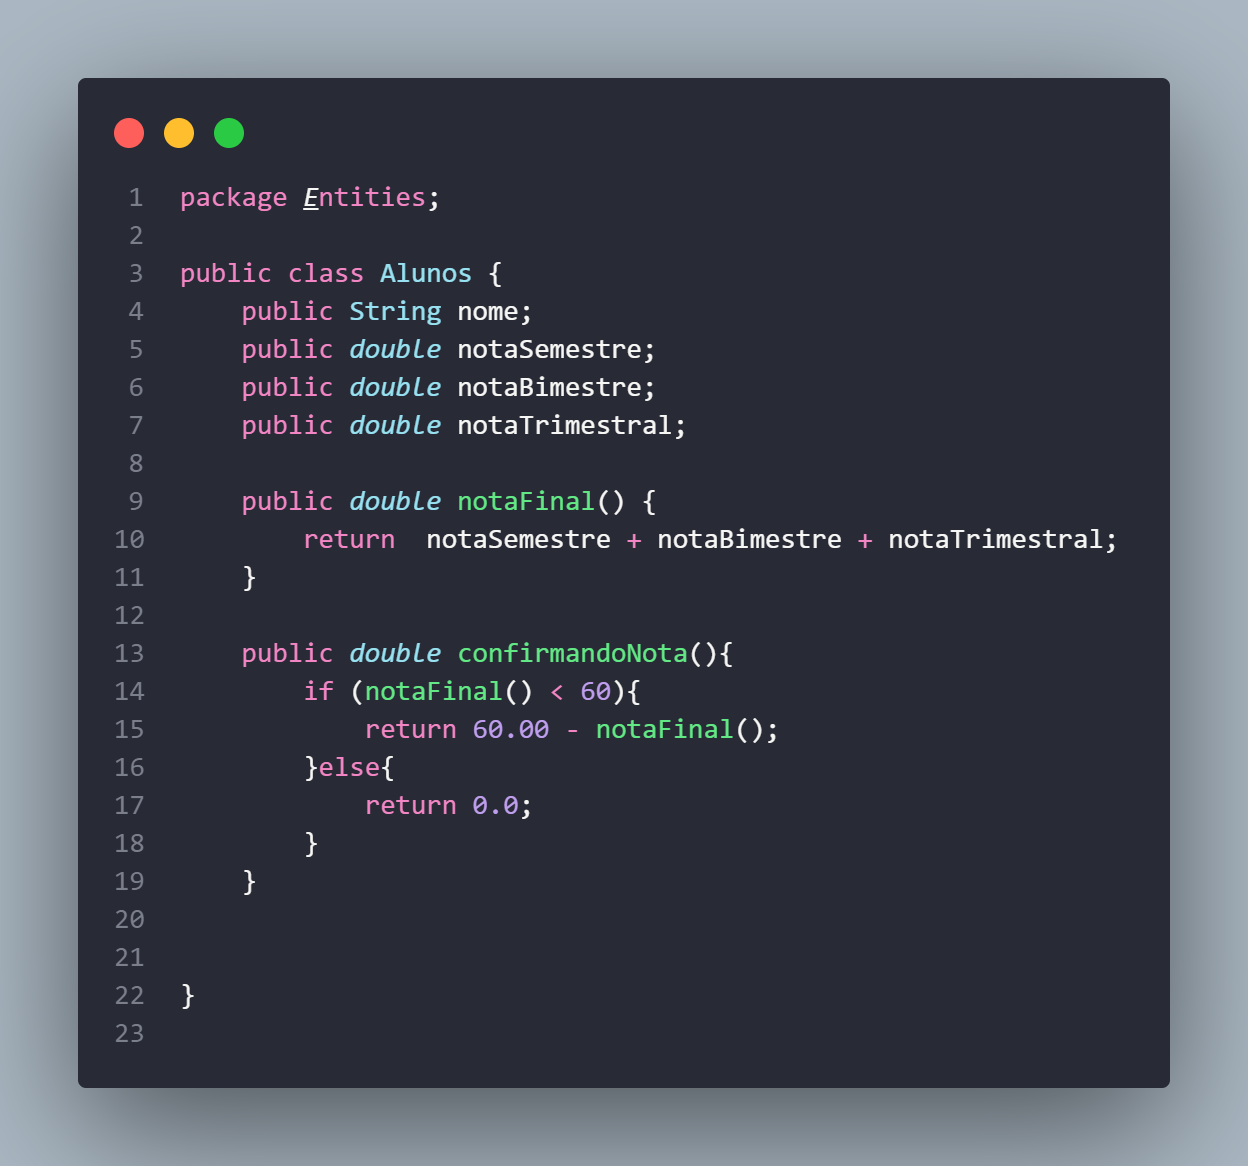 1 package Entities;
2
3 public class Alunos {
4     public String nome;
5     public double notaSemestre;
6     public double notaBimestre;
7     public double notaTrimestral;
8
9     public double notaFinal() {
10         return  notaSemestre + notaBimestre + notaTrimestral;
11     }
12
13     public double confirmandoNota(){
14         if (notaFinal() < 60){
15             return 60.00 - notaFinal();
16         }else{
17             return 0.0;
18         }
19     }
20
21
22 }
23